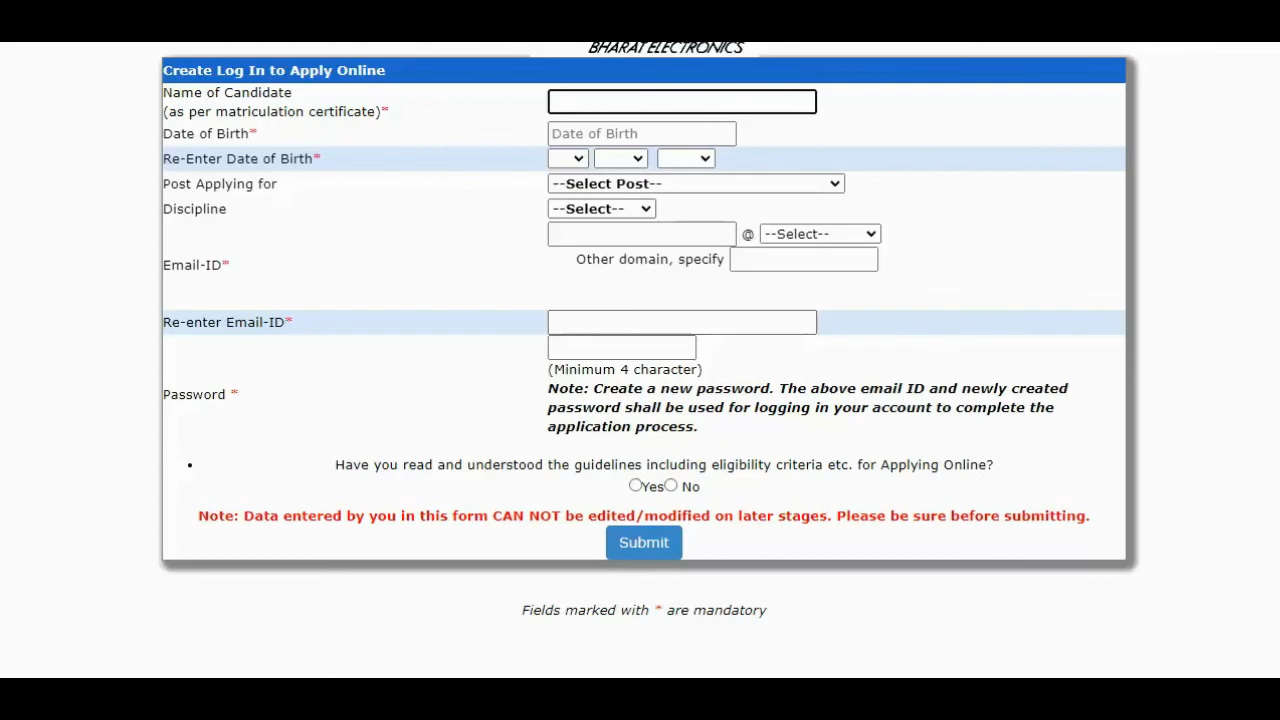 BHARAT ELECTRONICS
Create Log In to Apply Online
Name of Candidate
(as per matriculation certificate)*
Date of Birth* Date of Birth
Re-Enter Date of Birth*
Post Applying for --Select Post--
Discipline --Select--
@ --Select--
Other domain, specify
Email-ID*
Re-enter Email-ID*
(Minimum 4 character)
Note: Create a new password. The above email ID and newly created
Password *
password shall be used for logging in your account to complete the
application process.
• Have you read and understood the guidelines including eligibility criteria etc. for Applying Online?
Yes No
Note: Data entered by you in this form CAN NOT be edited/modified on later stages. Please be sure before submitting.
Submit
Fields marked with * are mandatory